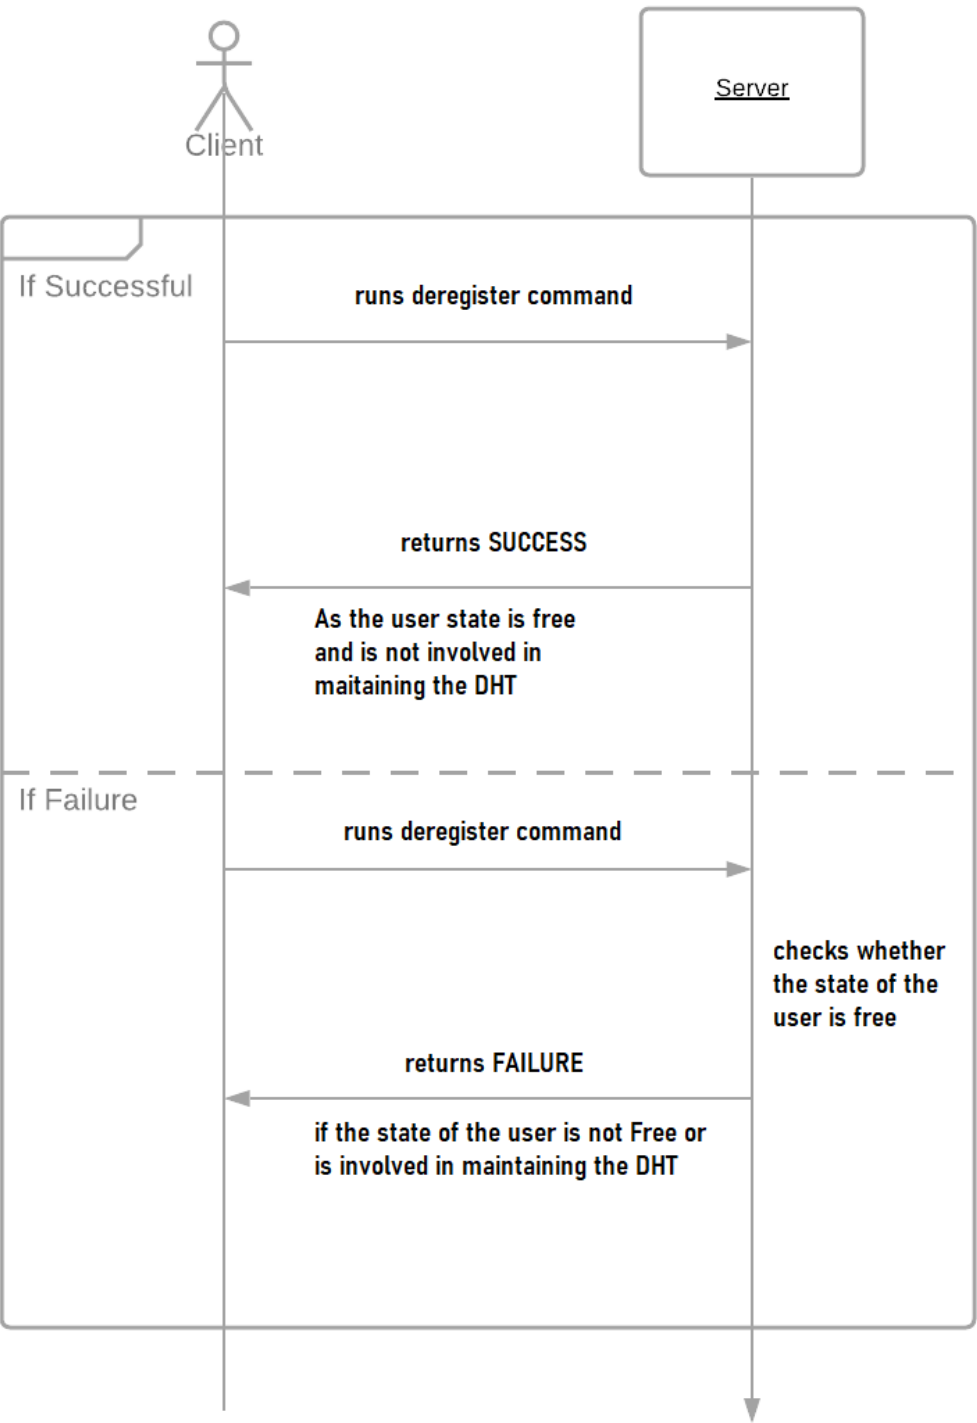 Client
Server
If Successful
runs deregister command
returns SUCCESS
As the user state is free
and is not involved in
maitaining the DHT
If Failure
runs deregister command
checks whether
the state of the
user is free
returns FAILURE
if the state of the user is not Free or
is involved in maintaining the DHT